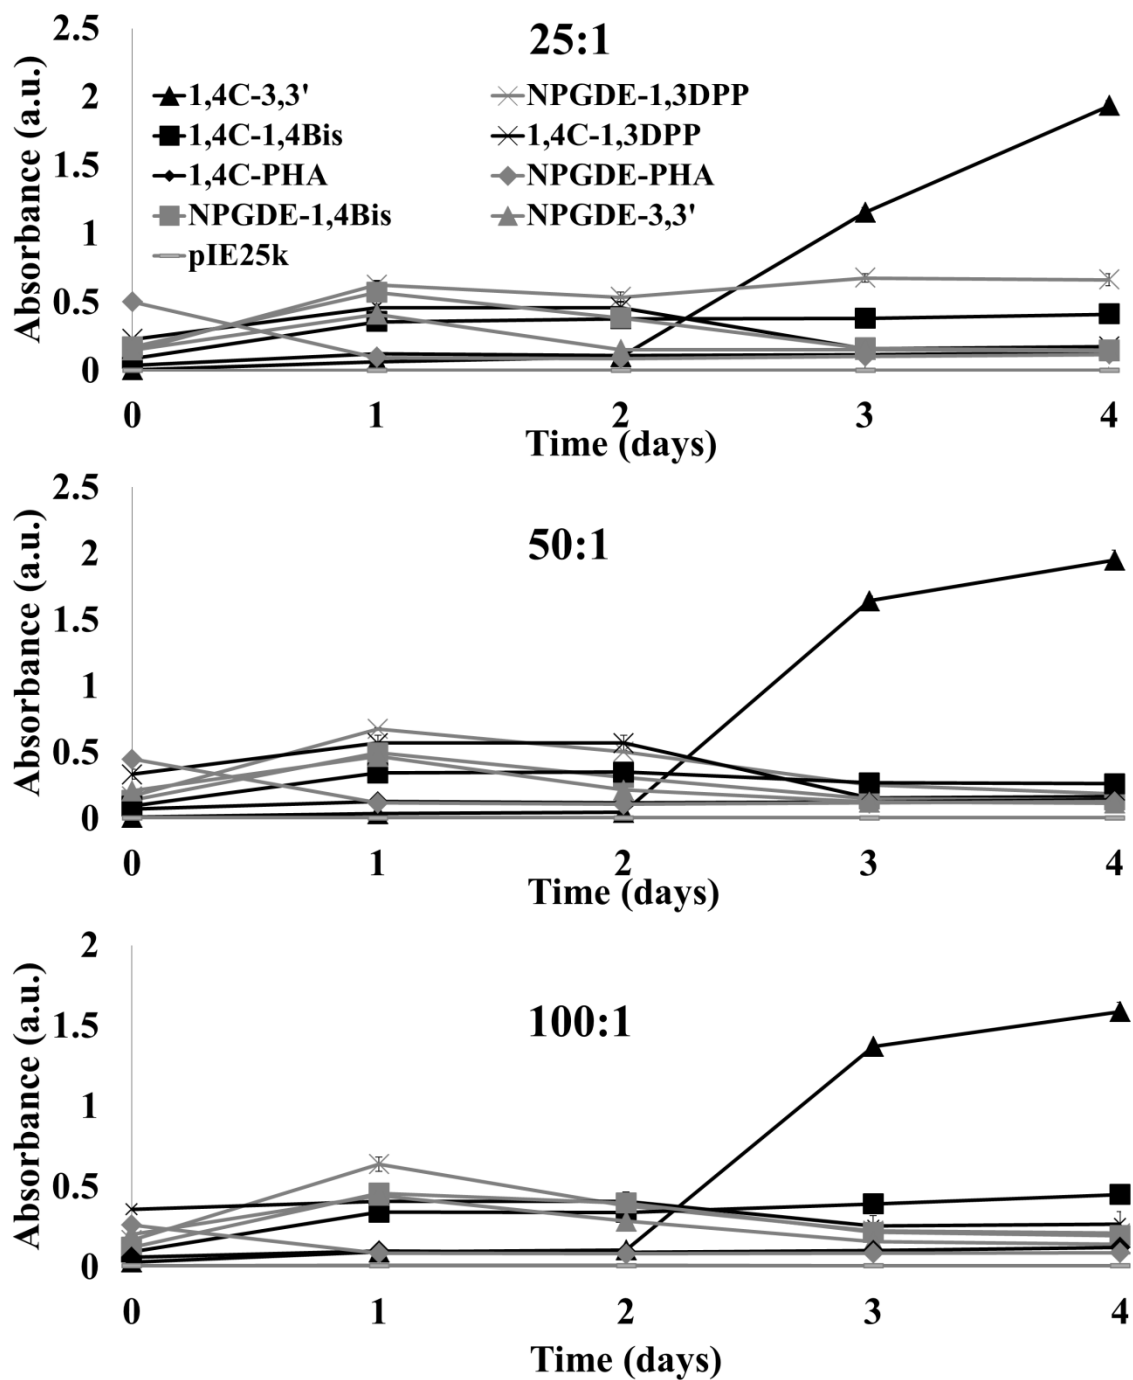 2.5
25:1
2
1,4C-3,3'
NPGDE-1,3DPP
1,4C-1,4Bis
1,4C-1,3DPP
1.5
1,4C-PHA
NPGDE-PHA
NPGDE-1,4Bis
NPGDE-3,3'
1
pIE25k
0.5
0
Absorbance (a.u.)
0 1 2 3 4
Time (days)
2.5
50:1
2
1.5
1
0.5
0
Absorbance (a.u.)
0 1 2 3 4
Time (days)
2
100:1
1.5
1
0.5
0
Absorbance (a.u.)
0 1 2 3 4
Time (days)